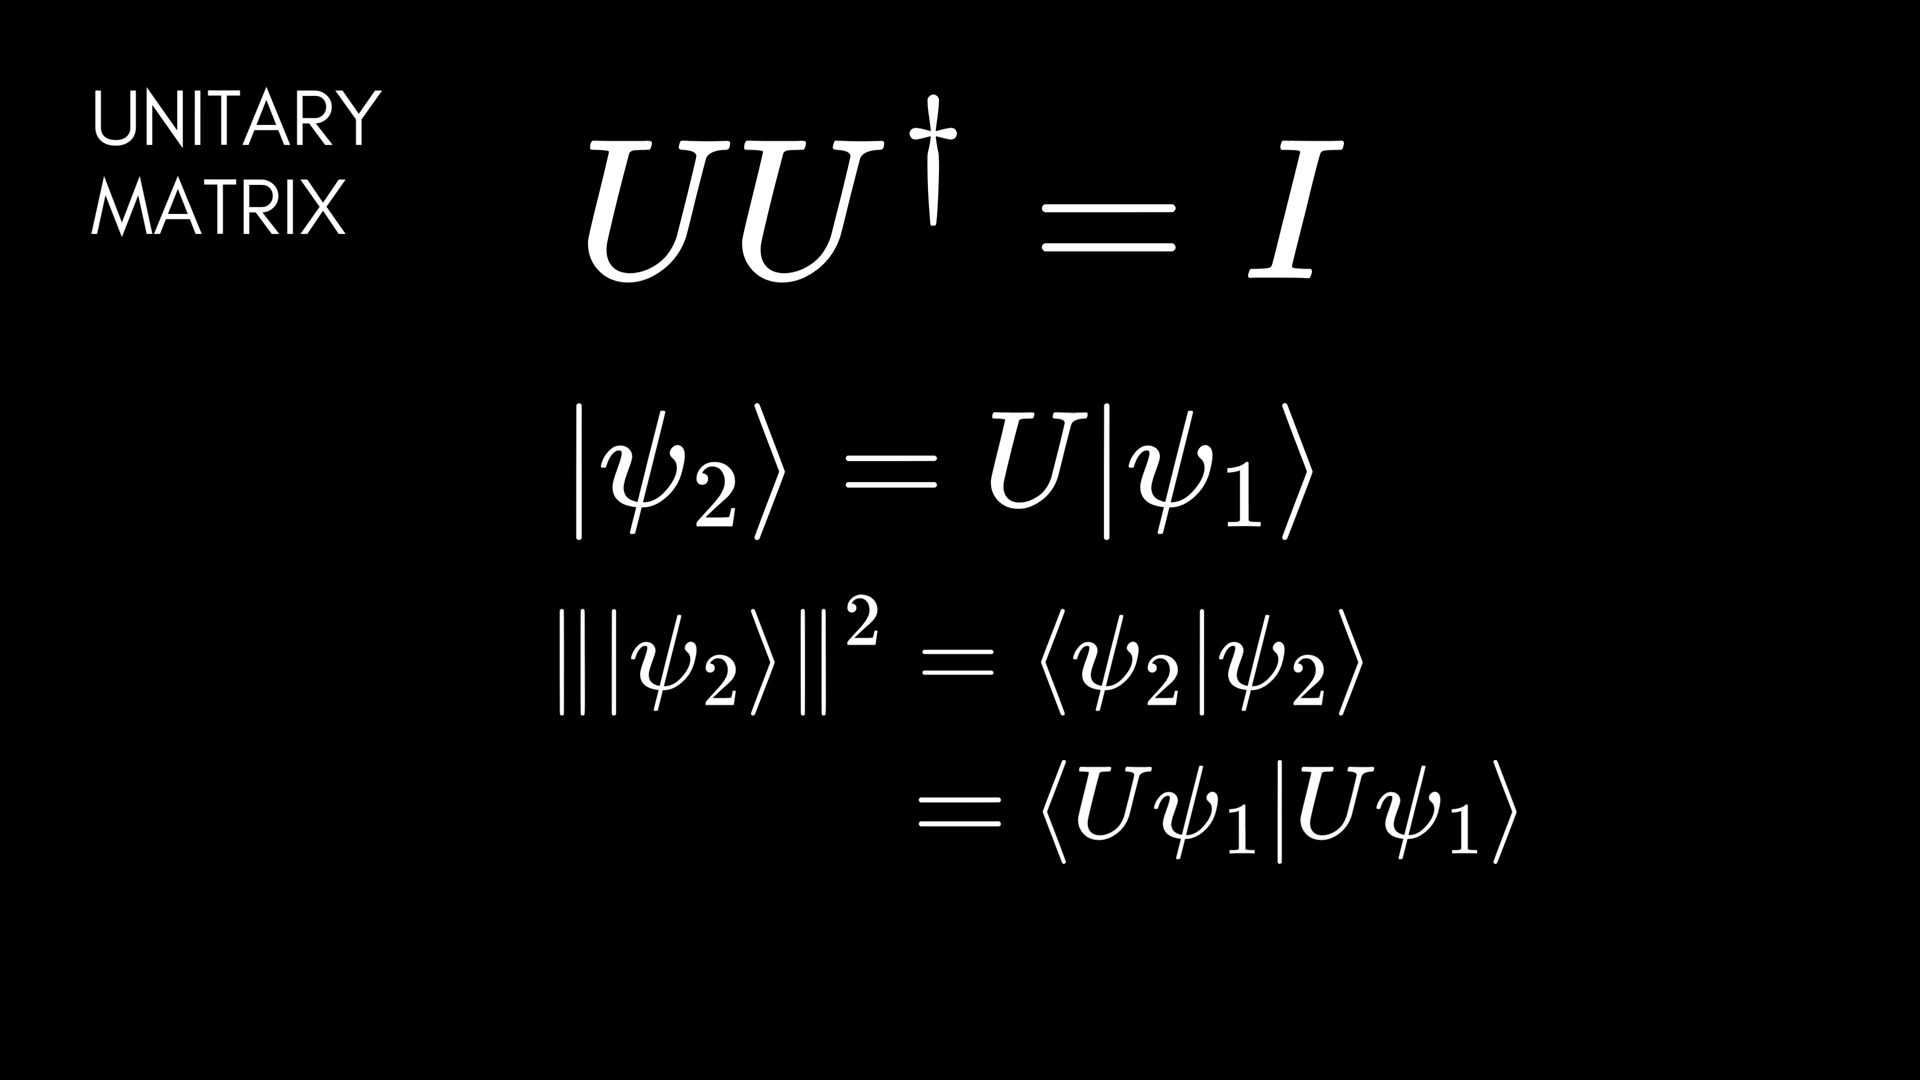 UNITARY
MATRIX
UU† = I
|ψ₂⟩ = U|ψ₁⟩
‖|ψ₂⟩‖² = ⟨ψ₂|ψ₂⟩
= ⟨Uψ₁|Uψ₁⟩